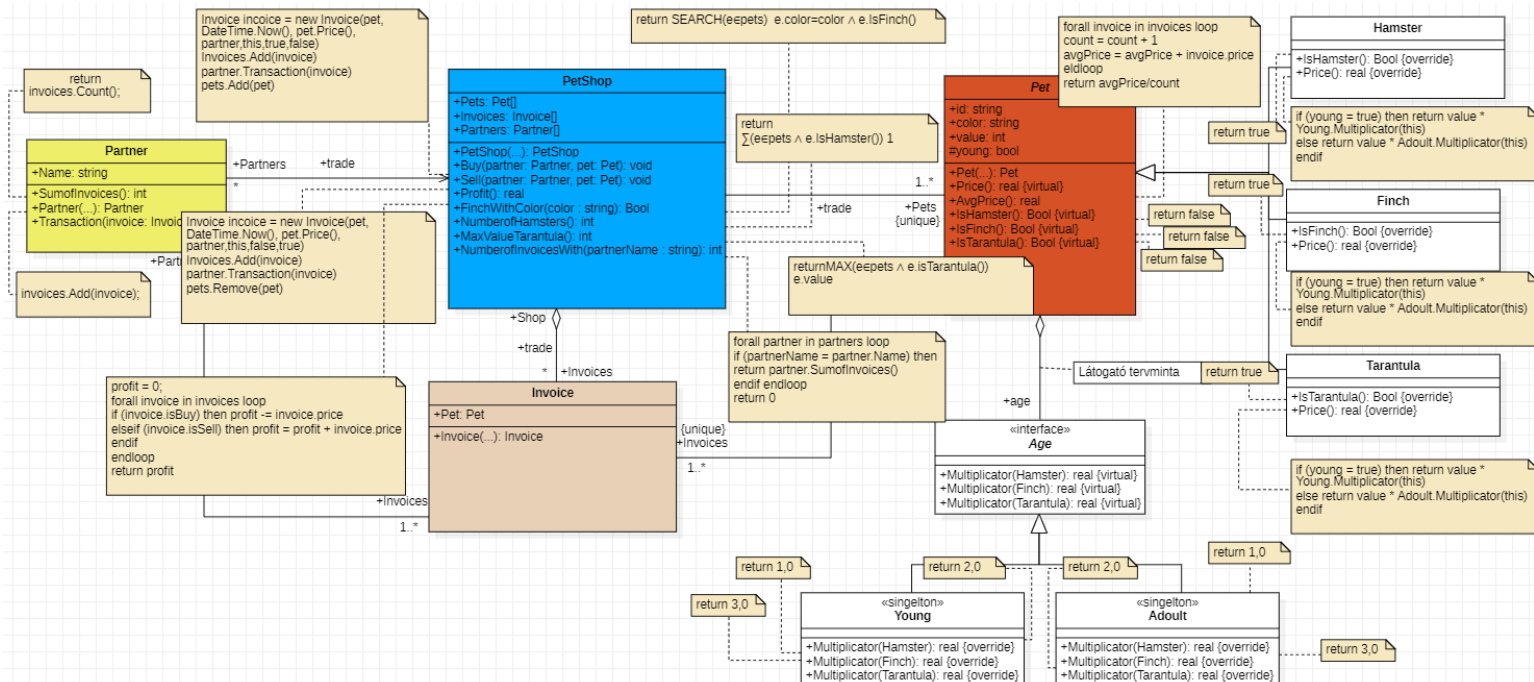 Invoice incoice = new Invoice(pet,
DateTime.Now(), pet.Price(),
partner,this,true,false)
Invoices.Add(invoice)
partner.Transaction(invoice)
pets.Add(pet)
return
invoices.Count();
Partner
+Name: string
+SumofInvoices(): int
+Partner(...): Partner
+Transaction(invoice:
invoices.Add(invoice);
+Partners
+trade
*
Invoice incoice = new Invoice(pet,
DateTime.Now(), pet.Price(),
partner,this,false,true)
Invoices.Add(invoice)
partner.Transaction(invoice)
pets.Remove(pet)
PetShop
+Pets: Pet[]
+Invoices: Invoice[]
+Partners: Partner[]
+PetShop(...): PetShop
+Buy(partner: Partner, pet: Pet): void
+Sell(partner: Partner, pet: Pet): void
+Profit(): real
+FinchWithColor(color : string): Bool
+NumberofHamsters(): int
+MaxValueTarantula(): int
+NumberofInvoicesWith(partnerName : string): int
return SEARCH(e∈pets) e.color=color ∧ e.IsFinch()
return
∑(e∈pets ∧ e.IsHamster()) 1
1..*
+trade
+Pets
{unique}
returnMAX(e∈pets ∧ e.isTarantula())
e.value
forall partner in partners loop
if (partnerName = partner.Name) then
return partner.SumofInvoices()
endif endloop
return 0
Pet
+id: string
+color: string
+value: int
#young: bool
+Pet(...): Pet
+Price(): real {virtual}
+AvgPrice(): real
+IsHamster(): Bool {virtual}
+IsFinch(): Bool {virtual}
+IsTarantula(): Bool {virtual}
forall invoice in invoices loop
count = count + 1
avgPrice = avgPrice + invoice.price
eldloop
return avgPrice/count
return false
return false
return false
Hamster
+IsHamster(): Bool {override}
+Price(): real {override}
if (young = true) then return value *
Young.Multiplicator(this)
else return value * Adoult.Multiplicator(this)
endif
return true
Finch
+IsFinch(): Bool {override}
+Price(): real {override}
return true
if (young = true) then return value *
Young.Multiplicator(this)
else return value * Adoult.Multiplicator(this)
endif
Tarantula
+IsTarantula(): Bool {override}
+Price(): real {override}
return true
if (young = true) then return value *
Young.Multiplicator(this)
else return value * Adoult.Multiplicator(this)
endif
Látogató tervminta
+Shop
+trade
*
+Invoices
profit = 0;
forall invoice in invoices loop
if (invoice.isBuy) then profit -= invoice.price
elseif (invoice.isSell) then profit = profit + invoice.price
endif
endloop
return profit
+Invoices
1..*
Invoice
+Pet: Pet
+Invoice(...): Invoice
{unique}
+Invoices
1..*
+age
«interface»
Age
+Multiplicator(Hamster): real {virtual}
+Multiplicator(Finch): real {virtual}
+Multiplicator(Tarantula): real {virtual}
return 1,0
return 2,0
return 2,0
return 1,0
return 3,0
return 3,0
«singelton»
Young
+Multiplicator(Hamster): real {override}
+Multiplicator(Finch): real {override}
+Multiplicator(Tarantula): real {override}
«singelton»
Adoult
+Multiplicator(Hamster): real {override}
+Multiplicator(Finch): real {override}
+Multiplicator(Tarantula): real {override}